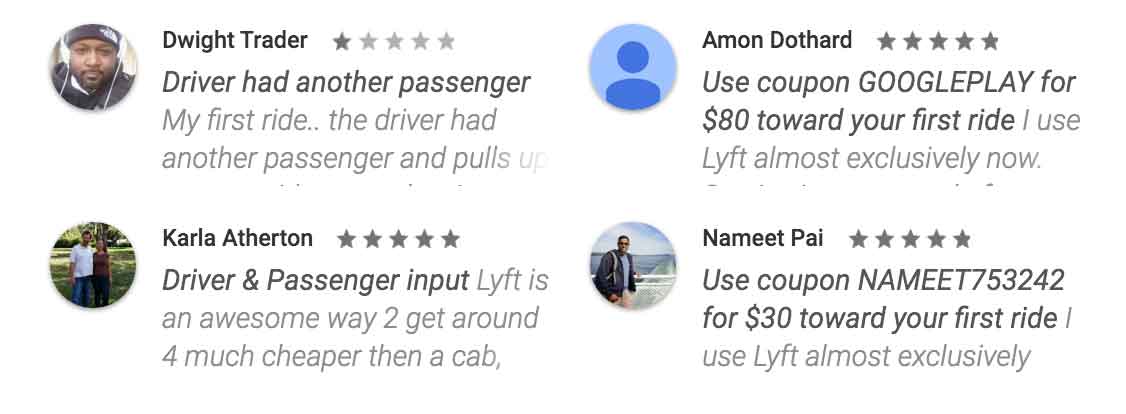 Dwight Trader
Driver had another passenger
My first ride.. the driver had
another passenger and pulls up
Amon Dothard
Use coupon GOOGLEPLAY for
$80 toward your first ride I use
Lyft almost exclusively now.
Karla Atherton
Driver & Passenger input Lyft is
an awesome way 2 get around
4 much cheaper then a cab,
Nameet Pai
Use coupon NAMEET753242
for $30 toward your first ride I
use Lyft almost exclusively